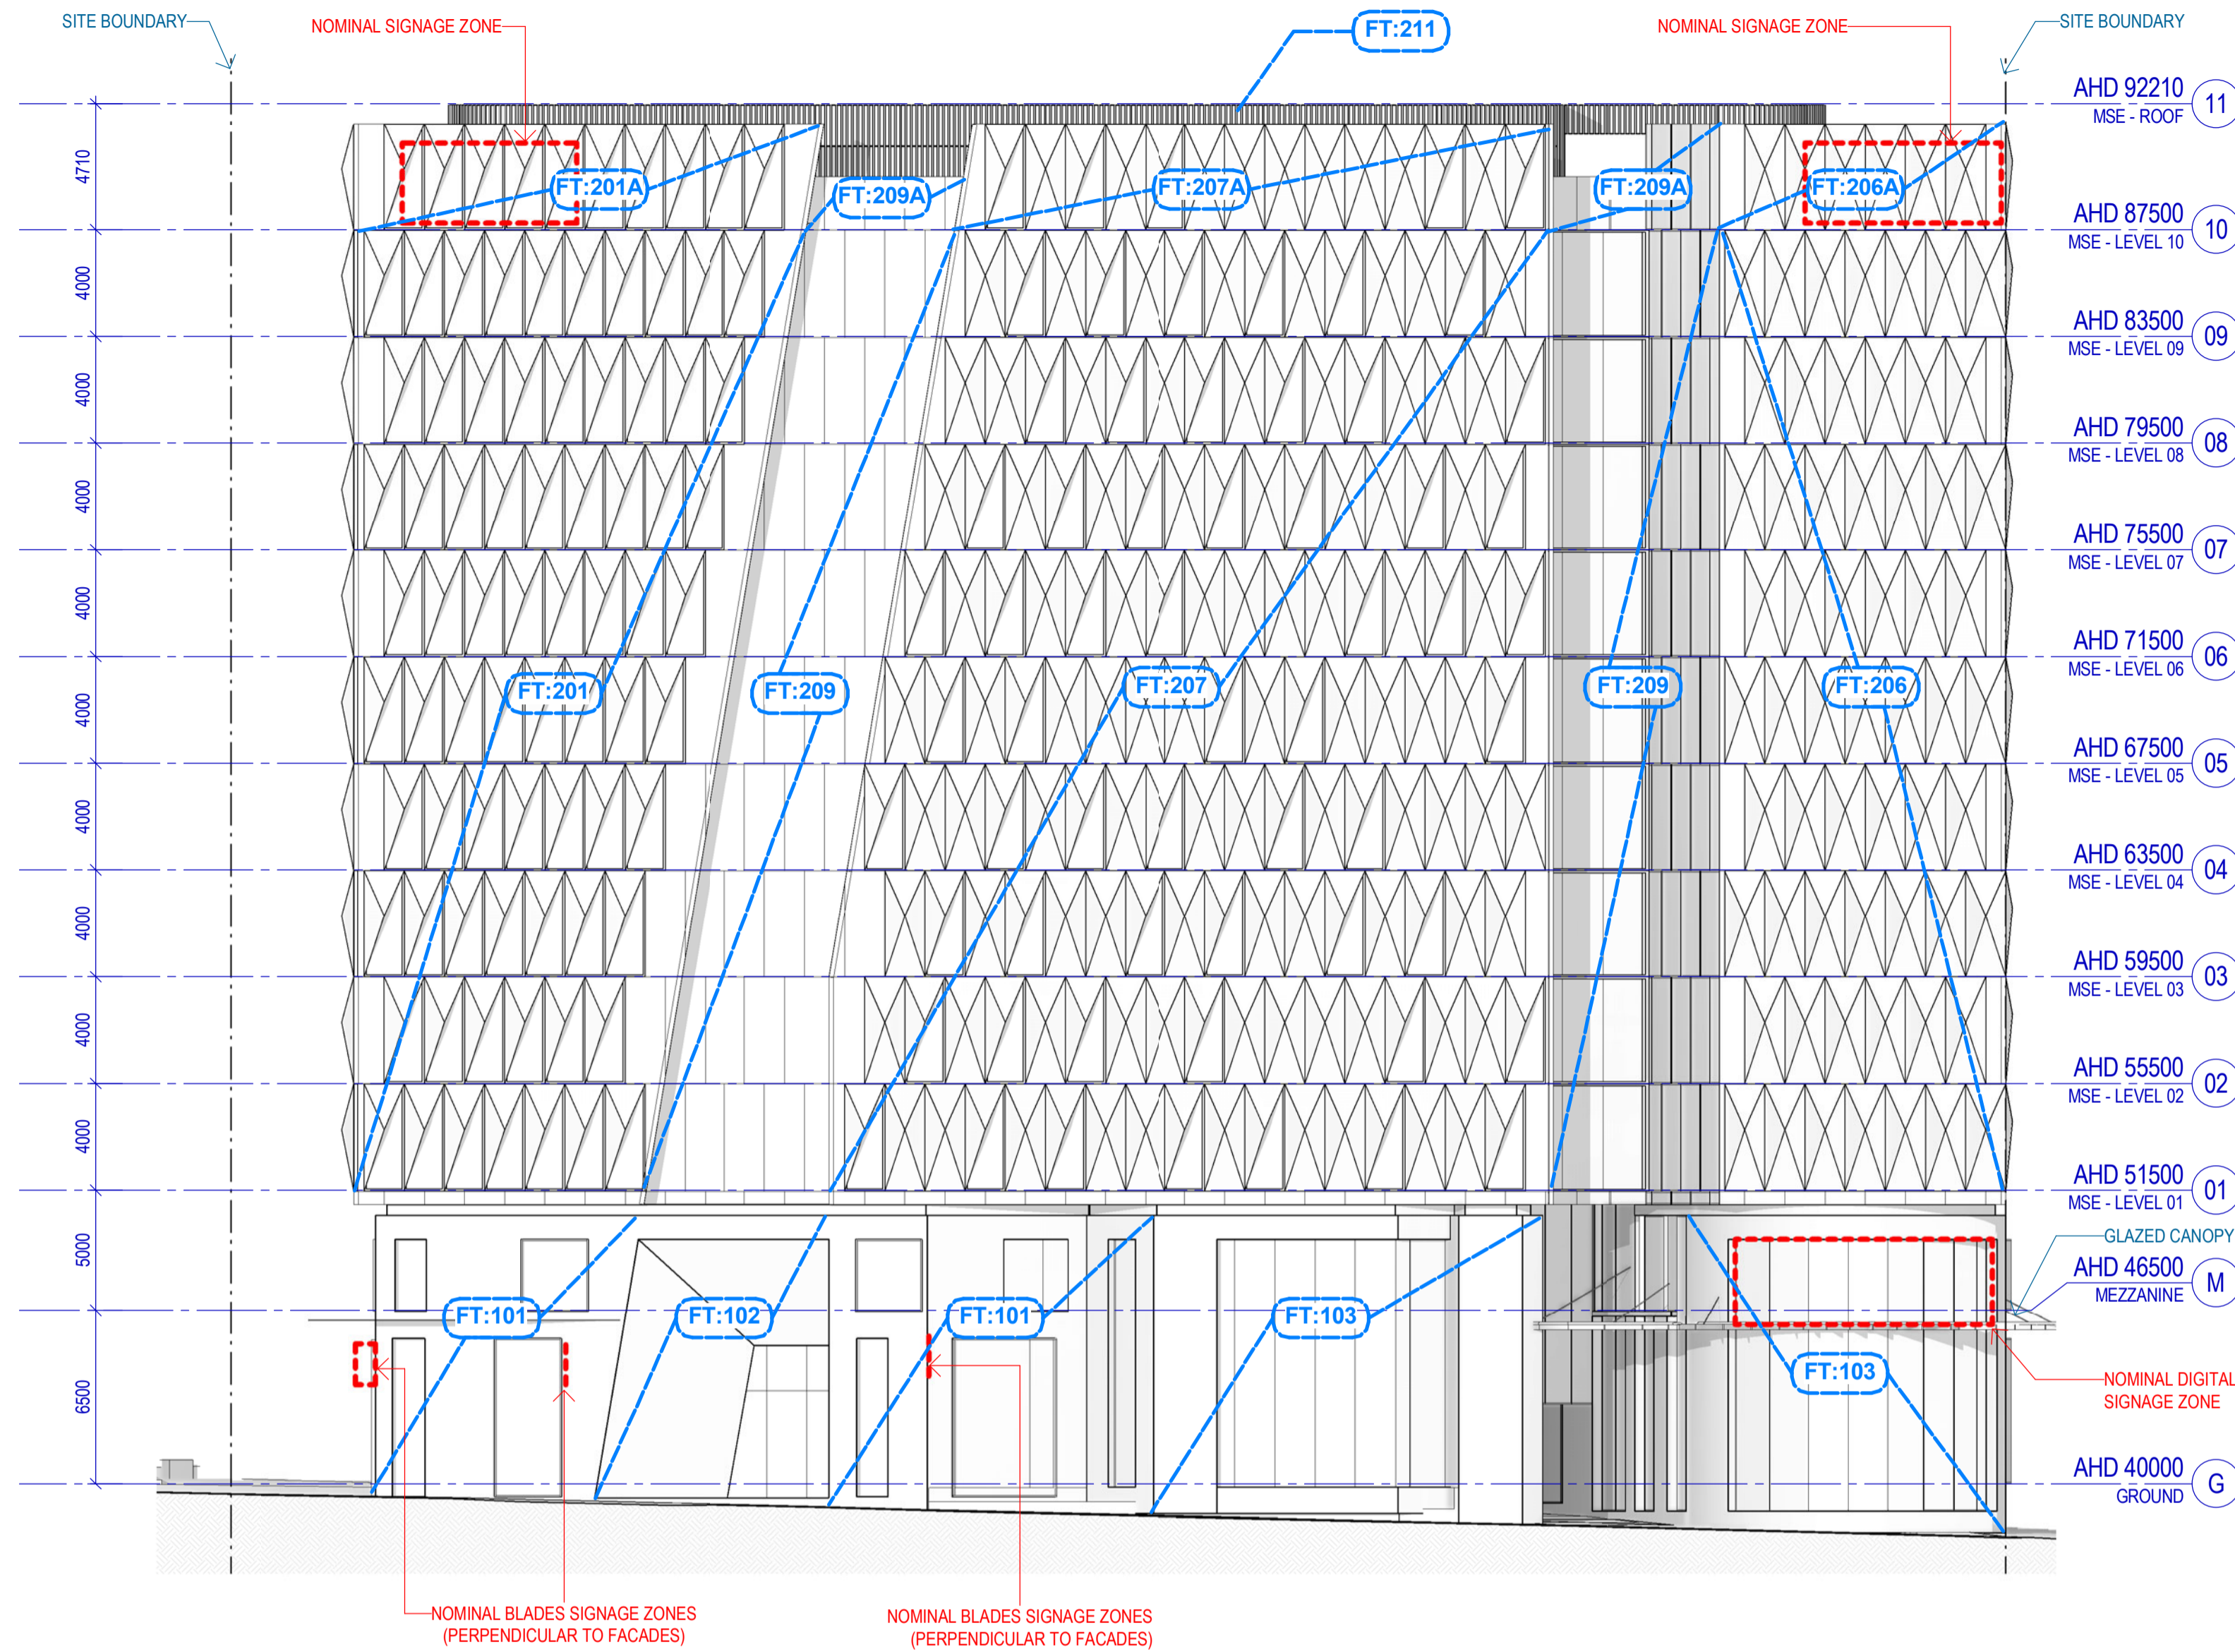 SITE BOUNDARY
NOMINAL SIGNAGE ZONE
FT:211
NOMINAL SIGNAGE ZONE
SITE BOUNDARY
AHD 92210
MSE - ROOF
11
4710
FT:201A
FT:209A
FT:207A
FT:209A
FT:206A
AHD 87500
MSE - LEVEL 10
10
4000
AHD 83500
MSE - LEVEL 09
09
4000
AHD 79500
MSE - LEVEL 08
08
4000
AHD 75500
MSE - LEVEL 07
07
4000
AHD 71500
MSE - LEVEL 06
06
4000
FT:201
FT:209
FT:207
FT:209
FT:206
AHD 67500
MSE - LEVEL 05
05
4000
AHD 63500
MSE - LEVEL 04
04
4000
AHD 59500
MSE - LEVEL 03
03
4000
AHD 55500
MSE - LEVEL 02
02
4000
AHD 51500
MSE - LEVEL 01
01
5000
GLAZED CANOPY
AHD 46500
MEZZANINE
M
FT:101
FT:102
FT:101
FT:103
FT:103
6500
NOMINAL DIGITAL
SIGNAGE ZONE
AHD 40000
GROUND
G
NOMINAL BLADES SIGNAGE ZONES
(PERPENDICULAR TO FACADES)
NOMINAL BLADES SIGNAGE ZONES
(PERPENDICULAR TO FACADES)